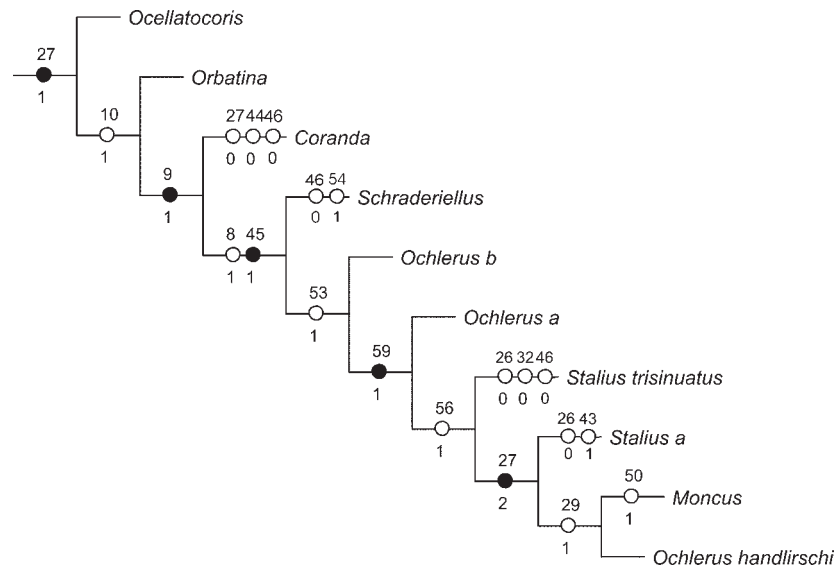 Ocellatocoris
27
1
Orbatina
10
1
27 44 46
Coranda
0 0 0
9
1
46 54
Schraderiellus
0 1
8 45
1 1
Ochlerus b
53
1
Ochlerus a
59
1
26 32 46
Stalius trisinuatus
0 0 0
56
1
26 43
Stalius a
0 1
27
2
50
Moncus
1
29
1
Ochlerus handlirschi